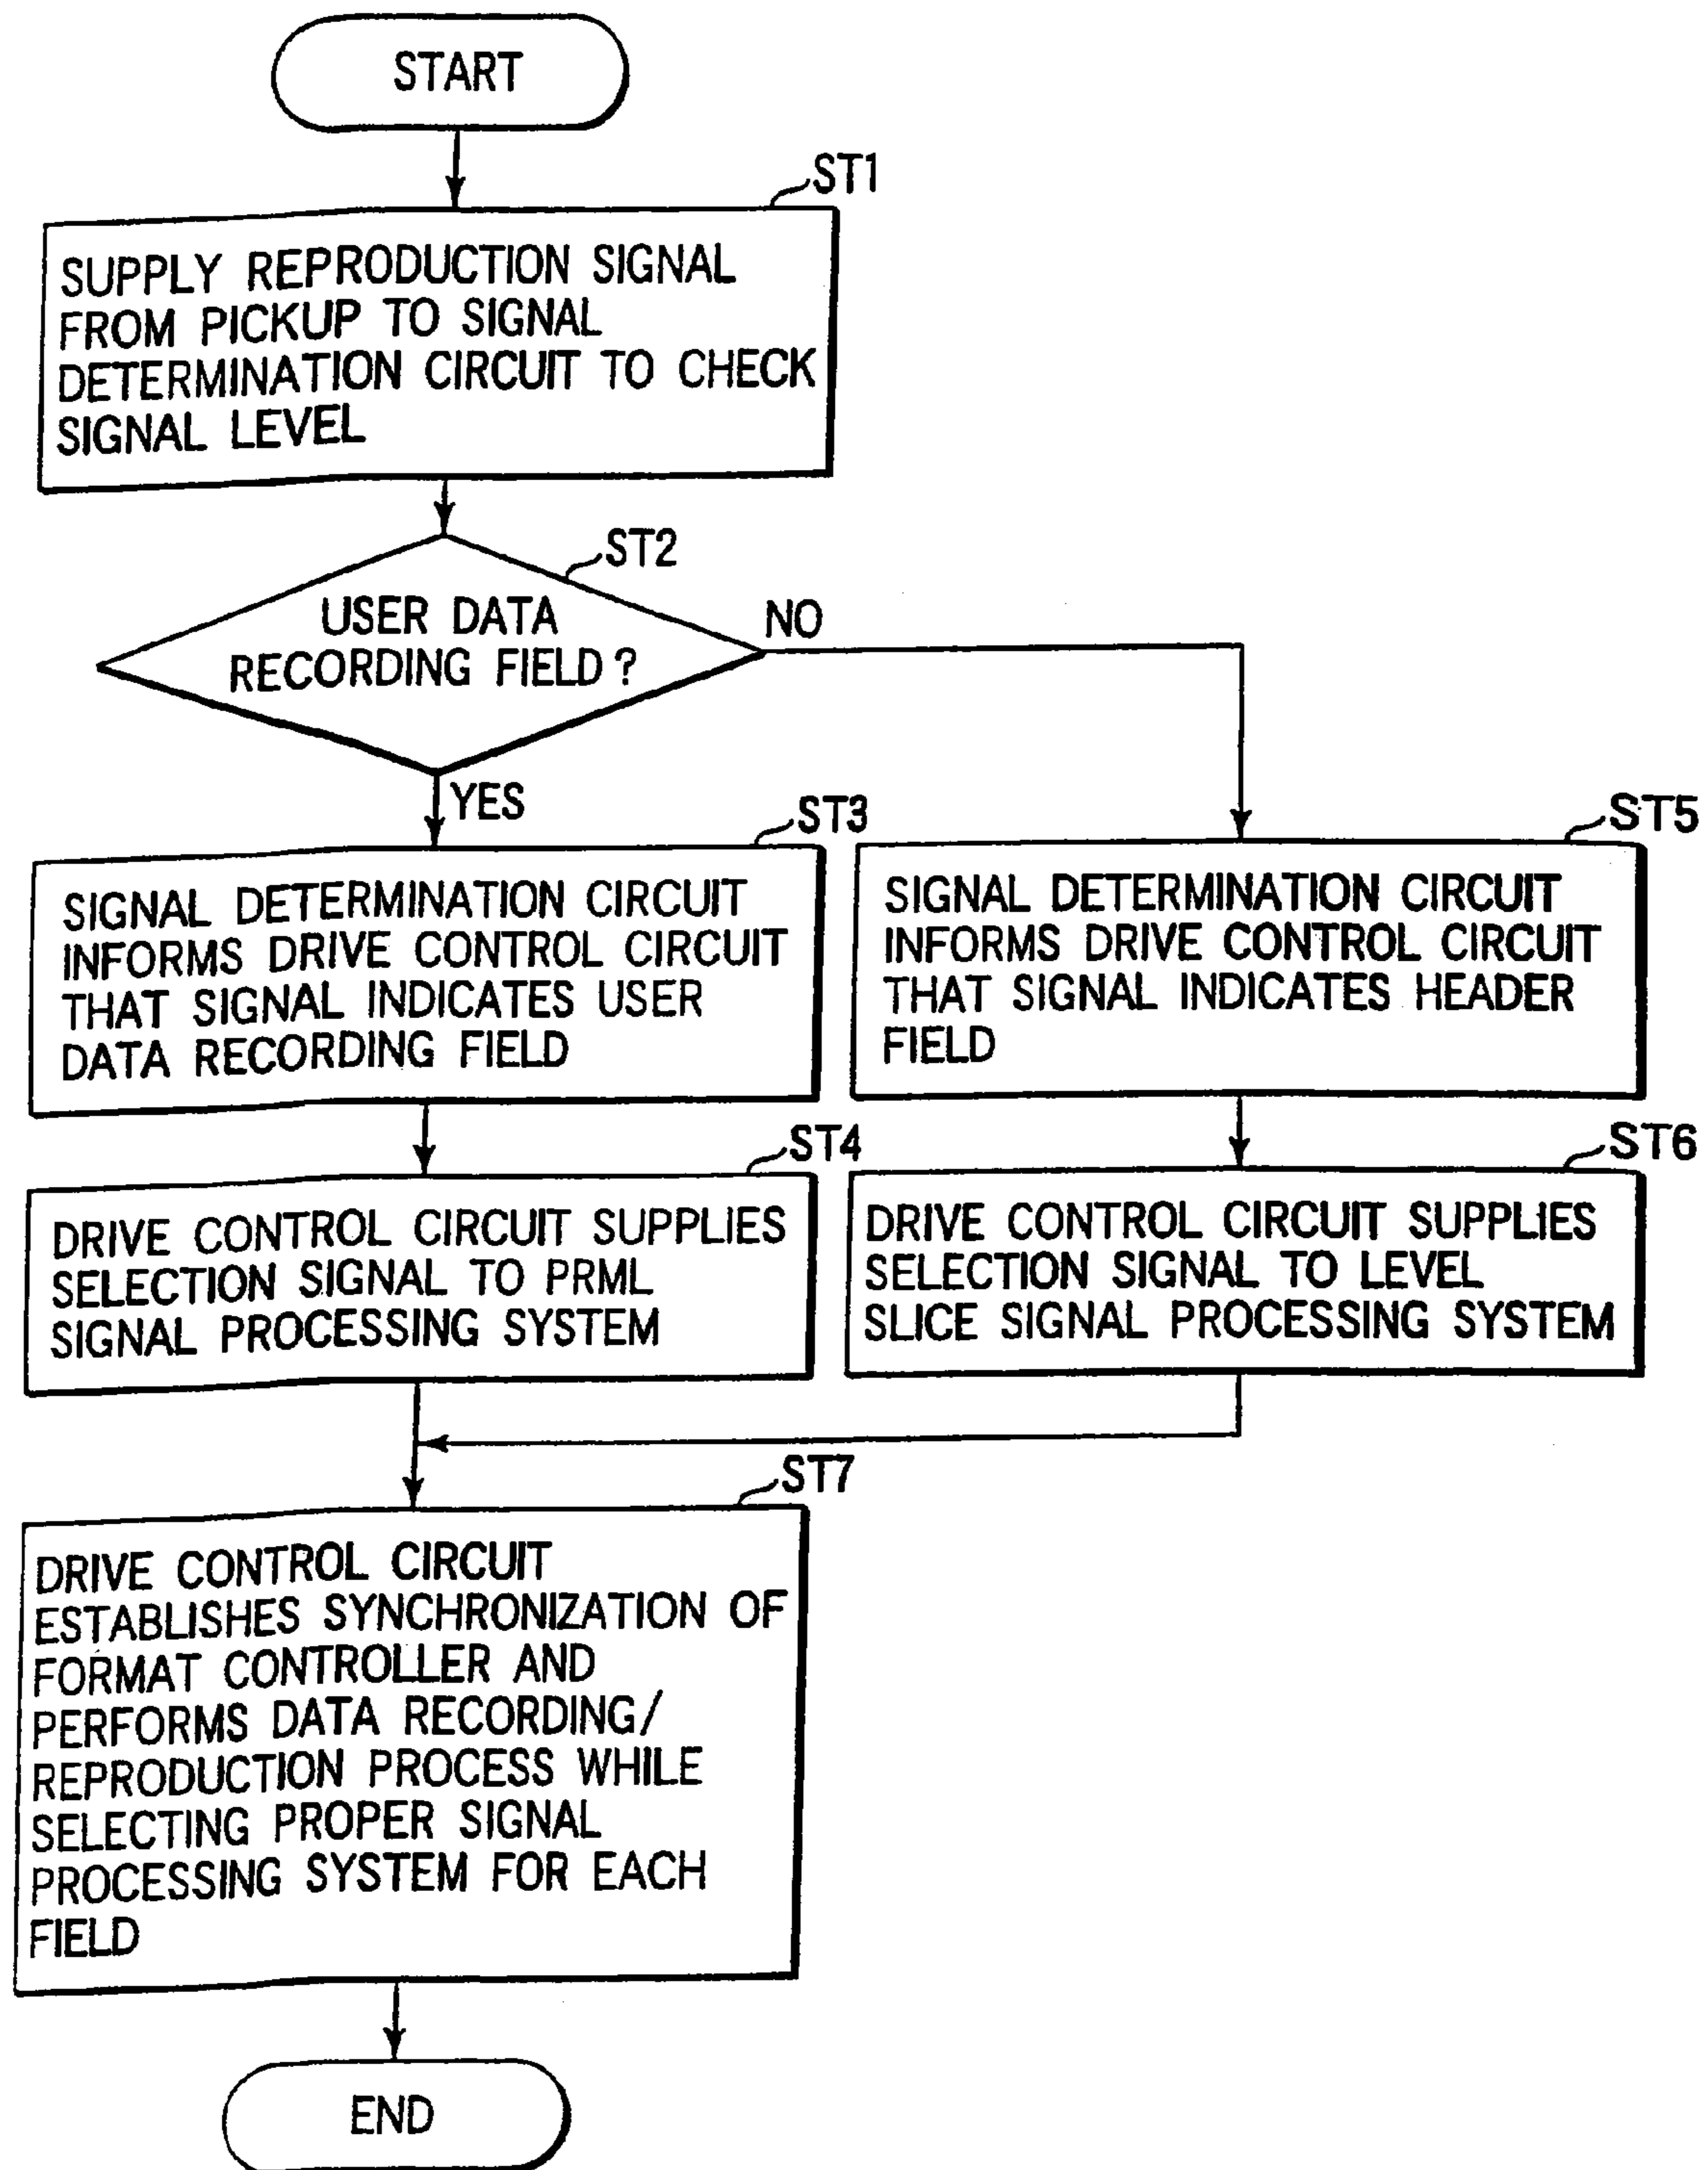 START
ST1
SUPPLY REPRODUCTION SIGNAL
FROM PICKUP TO SIGNAL
DETERMINATION CIRCUIT TO CHECK
SIGNAL LEVEL
ST2
USER DATA
RECORDING FIELD?
NO
YES
ST3
SIGNAL DETERMINATION CIRCUIT
INFORMS DRIVE CONTROL CIRCUIT
THAT SIGNAL INDICATES USER
DATA RECORDING FIELD
ST5
SIGNAL DETERMINATION CIRCUIT
INFORMS DRIVE CONTROL CIRCUIT
THAT SIGNAL INDICATES HEADER
FIELD
ST4
DRIVE CONTROL CIRCUIT SUPPLIES
SELECTION SIGNAL TO PRML
SIGNAL PROCESSING SYSTEM
ST6
DRIVE CONTROL CIRCUIT SUPPLIES
SELECTION SIGNAL TO LEVEL
SLICE SIGNAL PROCESSING SYSTEM
ST7
DRIVE CONTROL CIRCUIT
ESTABLISHES SYNCHRONIZATION OF
FORMAT CONTROLLER AND
PERFORMS DATA RECORDING/
REPRODUCTION PROCESS WHILE
SELECTING PROPER SIGNAL
PROCESSING SYSTEM FOR EACH
FIELD
END